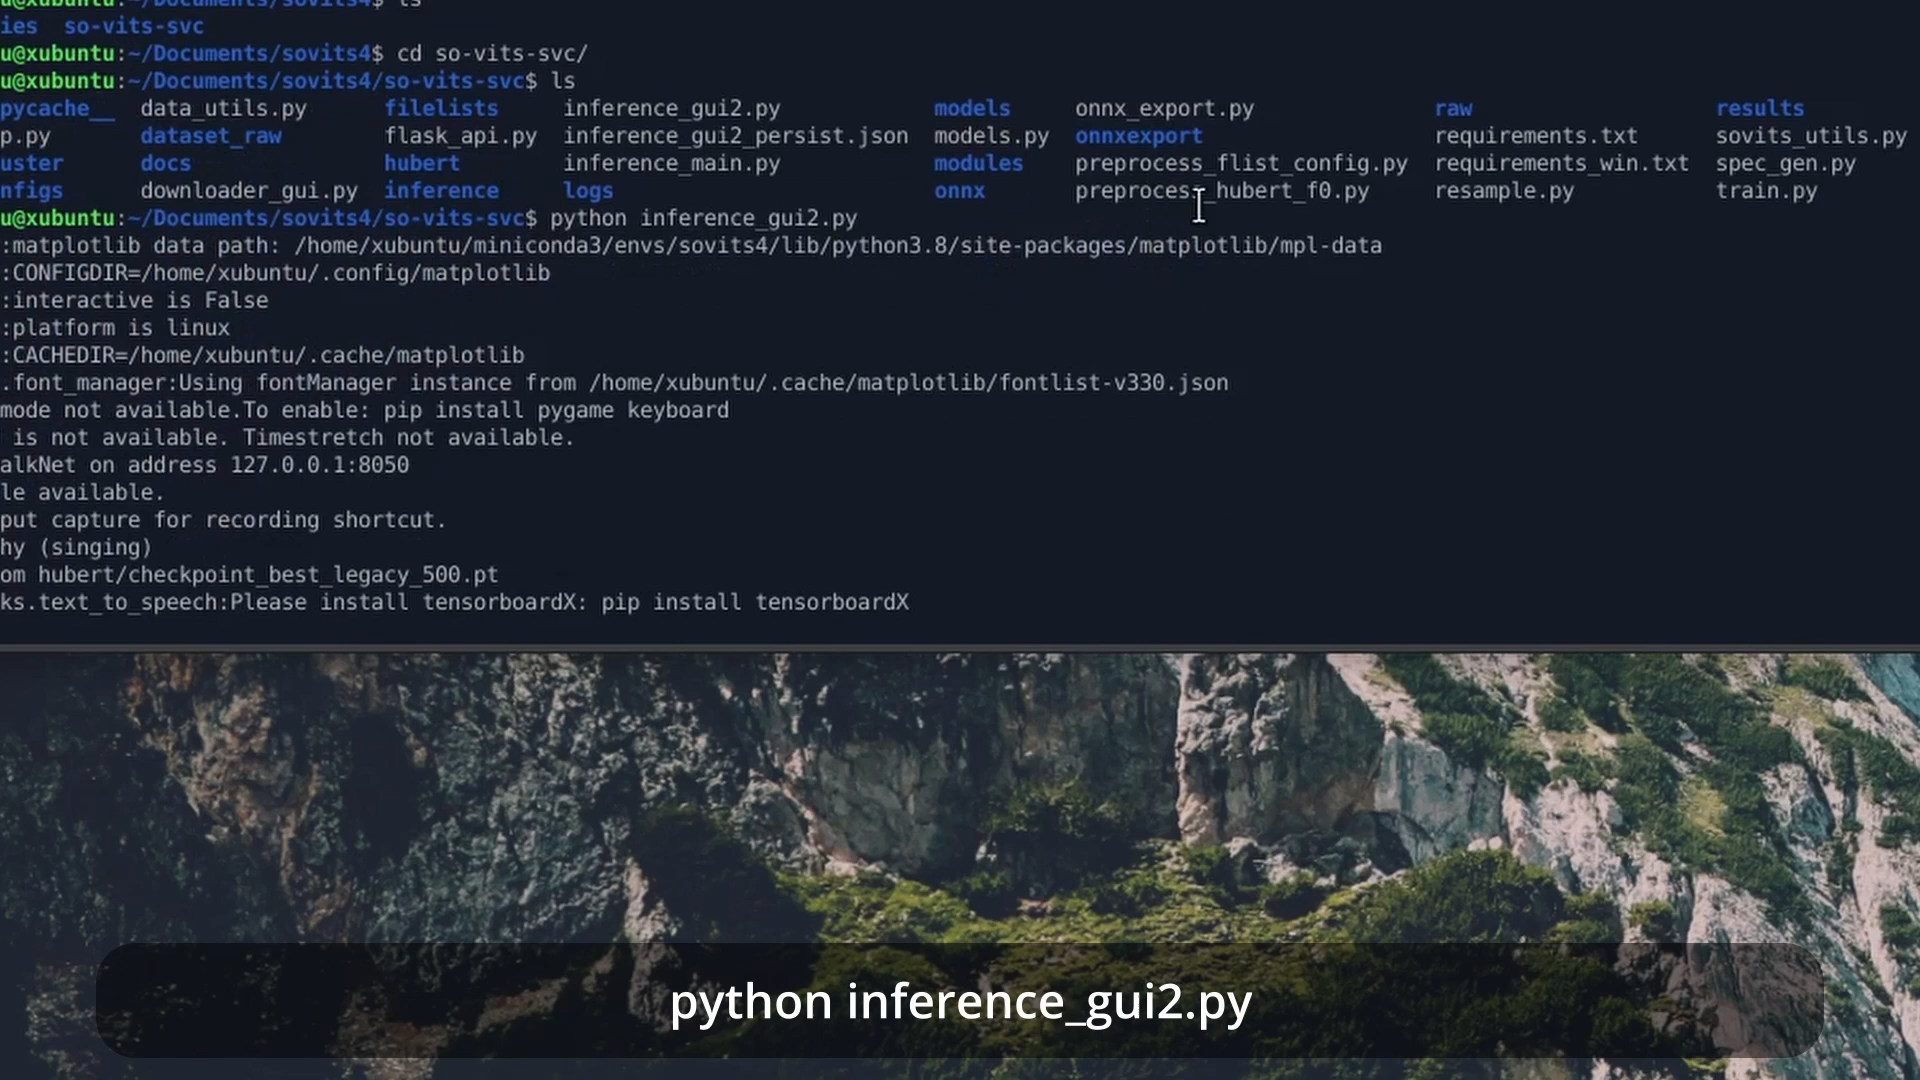 u@xubuntu:~/Documents/sovits4$ ls
ies so-vits-svc
u@xubuntu:~/Documents/sovits4$ cd so-vits-svc/
u@xubuntu:~/Documents/sovits4/so-vits-svc$ ls
pycache__ data_utils.py filelists inference_gui2.py models onnx_export.py raw results
p.py dataset_raw flask_api.py inference_gui2_persist.json models.py onnxexport requirements.txt sovits_utils.py
uster docs hubert inference_main.py modules preprocess_flist_config.py requirements_win.txt spec_gen.py
nfigs downloader_gui.py inference logs onnx preprocess_hubert_f0.py resample.py train.py
u@xubuntu:~/Documents/sovits4/so-vits-svc$ python inference_gui2.py
:matplotlib data path: /home/xubuntu/miniconda3/envs/sovits4/lib/python3.8/site-packages/matplotlib/mpl-data
:CONFIGDIR=/home/xubuntu/.config/matplotlib
:interactive is False
:platform is linux
:CACHEDIR=/home/xubuntu/.cache/matplotlib
.font_manager:Using fontManager instance from /home/xubuntu/.cache/matplotlib/fontlist-v330.json
mode not available.To enable: pip install pygame keyboard
is not available. Timestretch not available.
alkNet on address 127.0.0.1:8050
le available.
put capture for recording shortcut.
hy (singing)
om hubert/checkpoint_best_legacy_500.pt
ks.text_to_speech:Please install tensorboardX: pip install tensorboardX
python inference_gui2.py